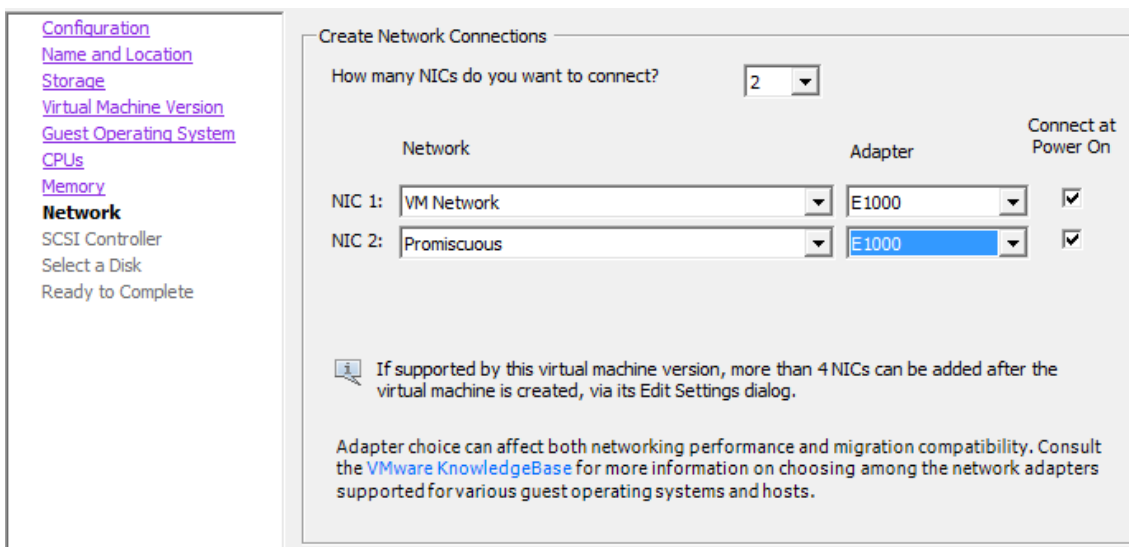 Configuration
Name and Location
Storage
Virtual Machine Version
Guest Operating System
CPUs
Memory
Network
SCSI Controller
Select a Disk
Ready to Complete
Create Network Connections
How many NICs do you want to connect? 2
Network Adapter Connect at
Power On
NIC 1: VM Network E1000
NIC 2: Promiscuous E1000
If supported by this virtual machine version, more than 4 NICs can be added after the
virtual machine is created, via its Edit Settings dialog.
Adapter choice can affect both networking performance and migration compatibility. Consult
the VMware KnowledgeBase for more information on choosing among the network adapters
supported for various guest operating systems and hosts.